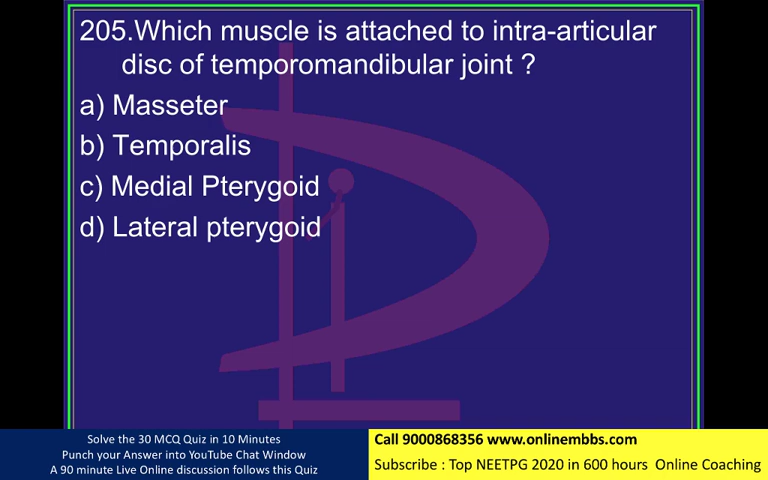 205.Which muscle is attached to intra-articular
disc of temporomandibular joint ?
a) Masseter
b) Temporalis
c) Medial Pterygoid
d) Lateral pterygoid
Solve the 30 MCQ Quiz in 10 Minutes
Punch your Answer into YouTube Chat Window
A 90 minute Live Online discussion follows this Quiz
Call 9000868356 www.onlinembbs.com
Subscribe : Top NEETPG 2020 in 600 hours  Online Coaching